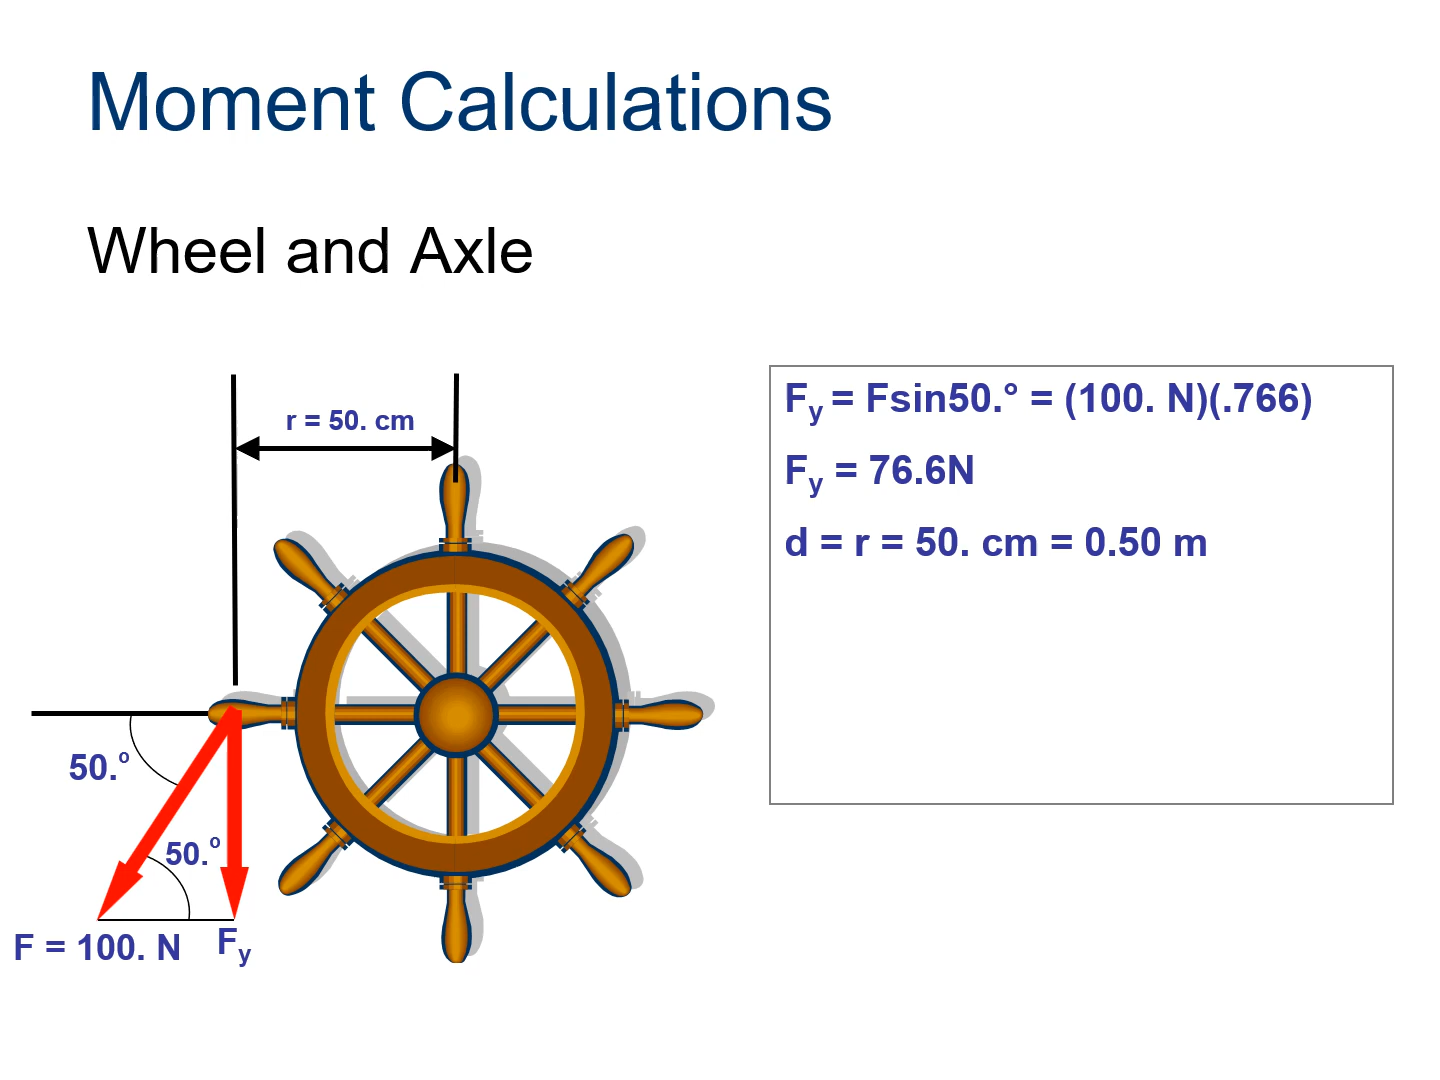 Moment Calculations
Wheel and Axle
r = 50. cm
50.º
50.º
F = 100. N
Fy
Fy = Fsin50.° = (100. N)(.766)
Fy = 76.6N
d = r = 50. cm = 0.50 m